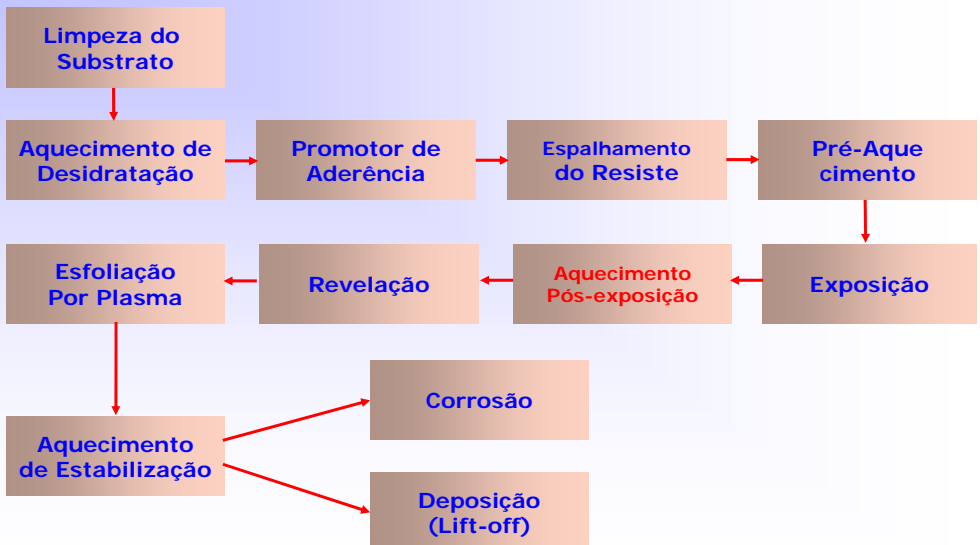 Limpeza do
Substrato
Aquecimento de
Desidratação
Promotor de
Aderência
Espalhamento
do Resiste
Pré-Aque
cimento
Esfoliação
Por Plasma
Revelação
Aquecimento
Pós-exposição
Exposição
Corrosão
Aquecimento
de Estabilização
Deposição
(Lift-off)